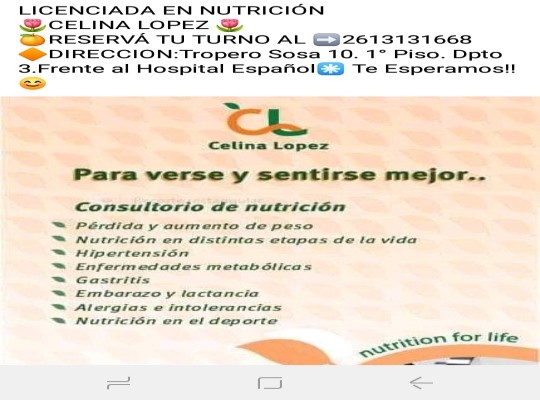 LICENCIADA EN NUTRICIÓN
🌷CELINA LOPEZ 🌷
🍊RESERVÁ TU TURNO AL ➡️2613131668
🔶DIRECCION:Tropero Sosa 10. 1° Piso. Dpto
3.Frente al Hospital Español✳️ Te Esperamos!!
😊
CL
Celina Lopez
Para verse y sentirse mejor..
Consultorio de nutrición
Pérdida y aumento de peso
Nutrición en distintas etapas de la vida
Hipertensión
Enfermedades metabólicas
Gastritis
Embarazo y lactancia
Alergias e intolerancias
Nutrición en el deporte
nutrition for life